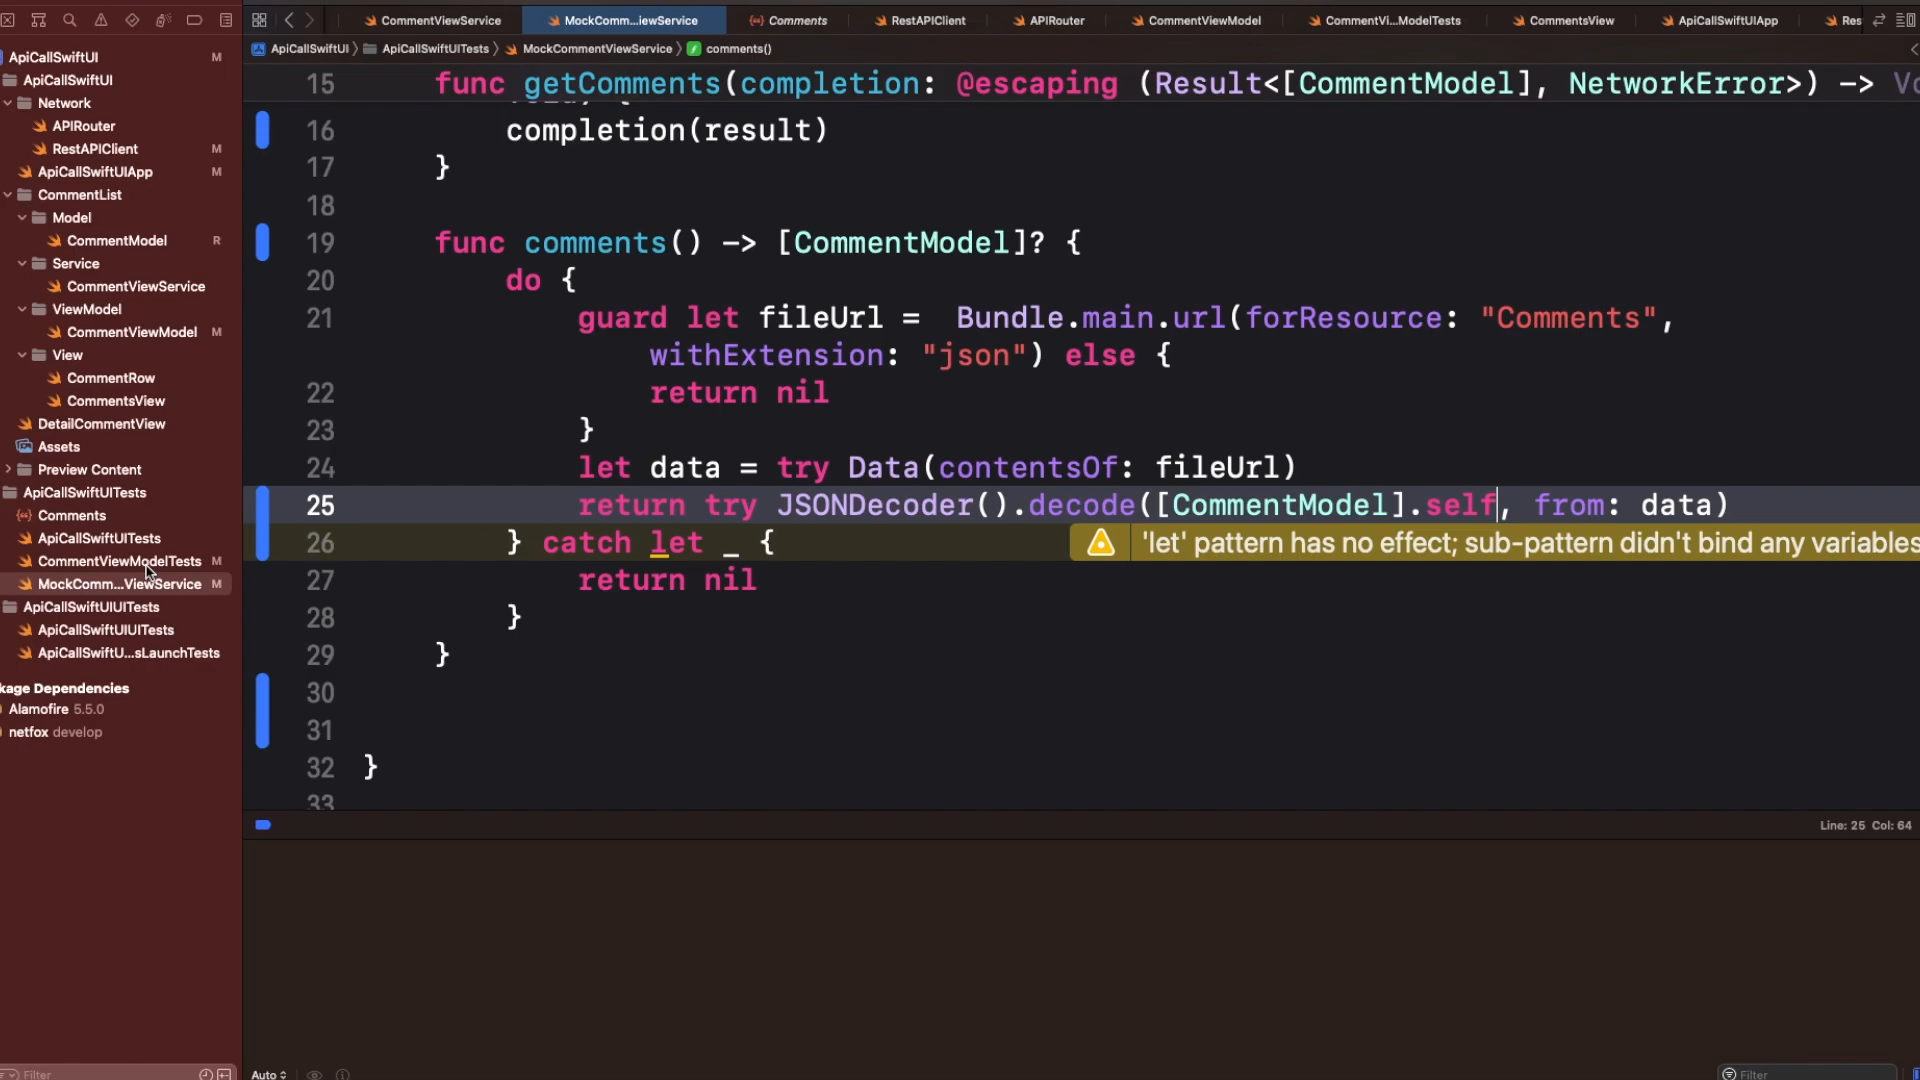 CommentViewService
MockComm...iewService
Comments
RestAPIClient
APIRouter
CommentViewModel
CommentVi...ModelTests
CommentsView
ApiCallSwiftUIApp
Res
ApiCallSwiftUI
ApiCallSwiftUITests
MockCommentViewService
comments()
ApiCallSwiftUI M
ApiCallSwiftUI
Network
APIRouter
RestAPIClient M
ApiCallSwiftUIApp M
CommentList
Model
CommentModel R
Service
CommentViewService
ViewModel
CommentViewModel M
View
CommentRow
CommentsView
DetailCommentView
Assets
Preview Content
ApiCallSwiftUITests
Comments
ApiCallSwiftUITests
CommentViewModelTests M
MockComm...ViewService M
ApiCallSwiftUIUITests
ApiCallSwiftUIUITests
ApiCallSwiftU...sLaunchTests
kage Dependencies
Alamofire 5.5.0
netfox develop
Filter
15 func getComments(completion: @escaping (Result<[CommentModel], NetworkError>) -> Vo
16 completion(result)
17 }
18
19 func comments() -> [CommentModel]? {
20 do {
21 guard let fileUrl = Bundle.main.url(forResource: "Comments",
withExtension: "json") else {
22 return nil
23 }
24 let data = try Data(contentsOf: fileUrl)
25 return try JSONDecoder().decode([CommentModel].self, from: data)
26 } catch let _ {
'let' pattern has no effect; sub-pattern didn't bind any variables
27 return nil
28 }
29 }
30
31
32 }
33
Line: 25 Col: 64
Auto
Filter